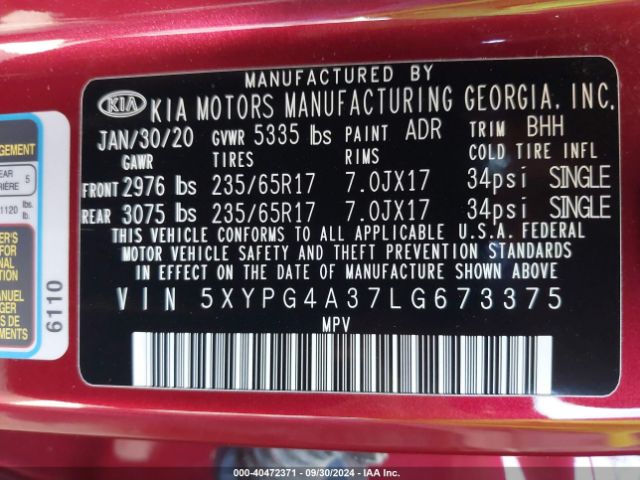 MANUFACTURED BY
KIA KIA MOTORS MANUFACTURING GEORGIA, INC.
JAN/30/20 GVWR 5335 lbs PAINT ADR TRIM BHH
GAWR TIRES RIMS COLD TIRE INFL
FRONT 2976 lbs 235/65R17 7.0JX17 34psi SINGLE
REAR 3075 lbs 235/65R17 7.0JX17 34psi SINGLE
THIS VEHICLE CONFORMS TO ALL APPLICABLE U.S.A. FEDERAL
MOTOR VEHICLE SAFETY AND THEFT PREVENTION STANDARDS
IN EFFECT ON THE DATE OF MANUFACTURE SHOWN ABOVE.
VIN 5XYPG4A37LG673375
MPV
6110
5
1120 lbs.
lb.
000-40472371 | 09/30/2024 | IAA Inc.